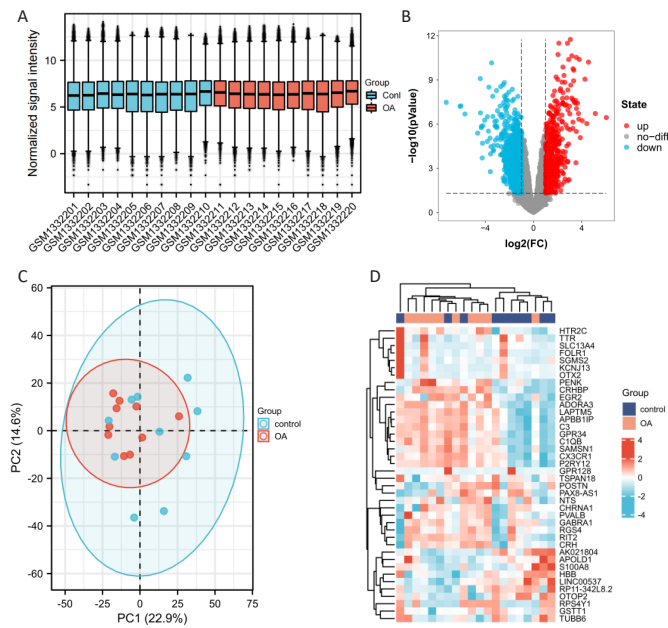 A
Normalized signal intensity
10
5
0
GSM1332201
GSM1332202
GSM1332203
GSM1332204
GSM1332205
GSM1332206
GSM1332207
GSM1332208
GSM1332209
GSM1332210
GSM1332211
GSM1332212
GSM1332213
GSM1332214
GSM1332215
GSM1332216
GSM1332217
GSM1332218
GSM1332219
GSM1332220
Group
Conl
OA
B
−log10(pValue)
12
9
6
3
0
−4
0
4
log2(FC)
State
up
no−diff
down
C
PC2 (14.6%)
60
40
20
0
-20
-40
-60
-50
-25
0
25
50
75
PC1 (22.9%)
Group
control
OA
D
HTR2C
TTR
SLC13A4
FOLR1
SGMS2
KCNJ13
OTX2
PENK
CRHBP
EGR2
ADORA3
LAPTM5
APBB1IP
C3
GPR34
C1QB
SAMSN1
CX3CR1
P2RY12
GPR128
TSPAN18
POSTN
PAX8-AS1
NTS
CHRNA1
PVALB
GABRA1
RGS4
RIT2
CRH
AK021804
APOLD1
S100A8
HBB
LINC00537
RP11-342L8.2
OTOP2
RPS4Y1
GSTT1
TUBB6
Group
control
OA
4
2
0
-2
-4